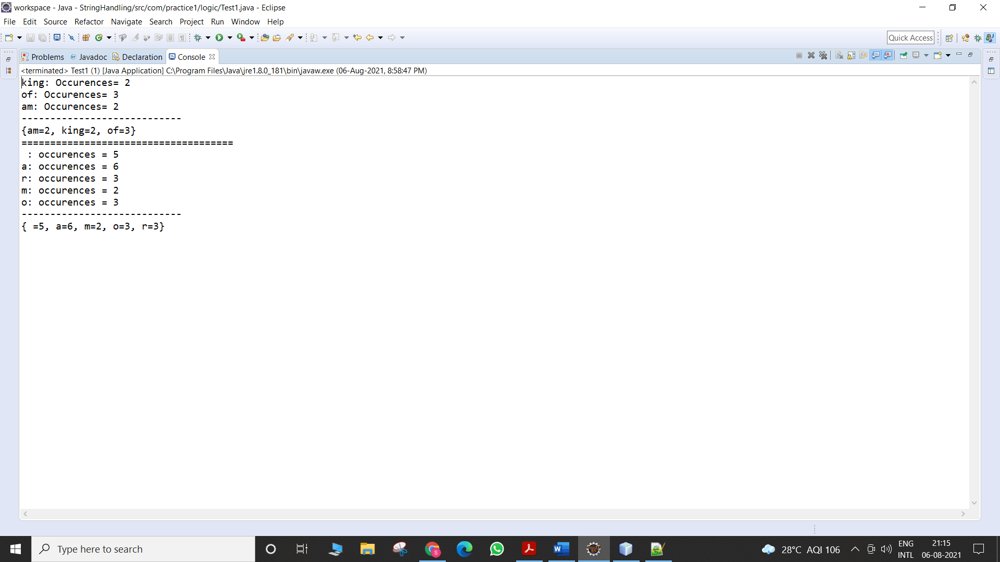 workspace - Java - StringHandling/src/com/practice1/logic/Test1.java - Eclipse
File Edit Source Refactor Navigate Search Project Run Window Help
Quick Access
Problems @ Javadoc Declaration Console
<terminated> Test1 (1) [Java Application] C:\Program Files\Java\jre1.8.0_181\bin\javaw.exe (06-Aug-2021, 8:58:47 PM)
king: Occurences= 2
of: Occurences= 3
am: Occurences= 2
----------------------------
{am=2, king=2, of=3}
=====================================
 : occurences = 5
a: occurences = 6
r: occurences = 3
m: occurences = 2
o: occurences = 3
----------------------------
{ =5, a=6, m=2, o=3, r=3}
Type here to search
28°C AQI 106
ENG
INTL
21:15
06-08-2021